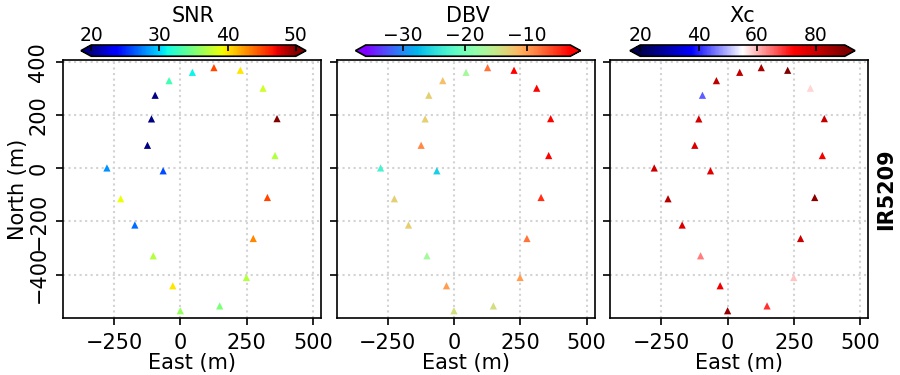 SNR DBV Xc
20 30 40 50 −30 −20 −10 20 40 60 80
400
200
0
−200
−400
North (m)
IR5209
−250 0 250 500 −250 0 250 500 −250 0 250 500
East (m) East (m) East (m)